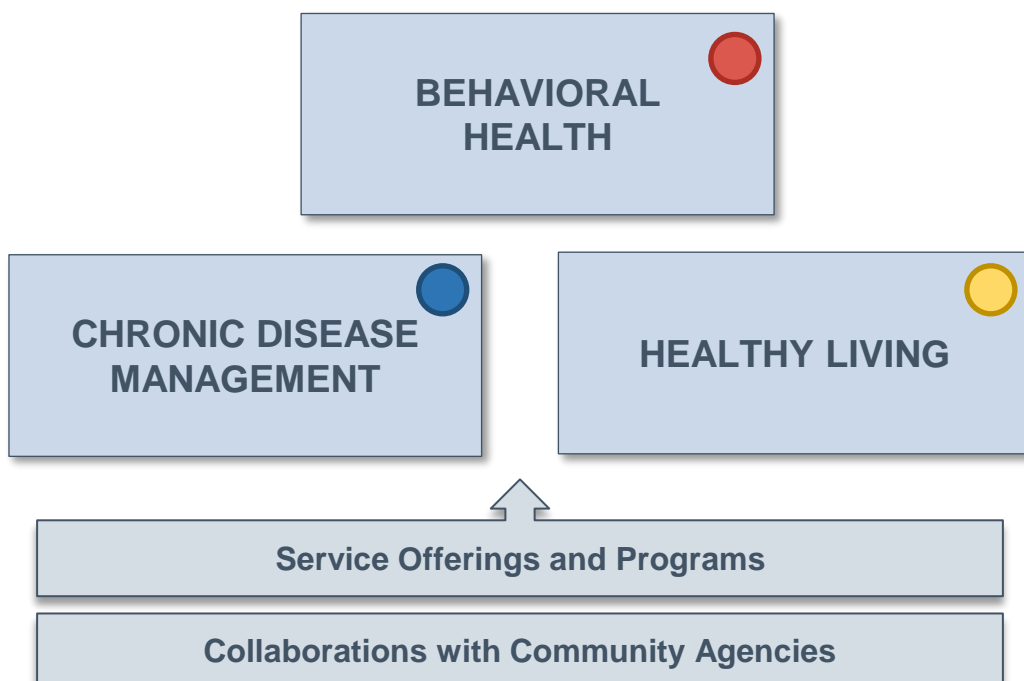 BEHAVIORAL
HEALTH
CHRONIC DISEASE
MANAGEMENT
HEALTHY LIVING
Service Offerings and Programs
Collaborations with Community Agencies